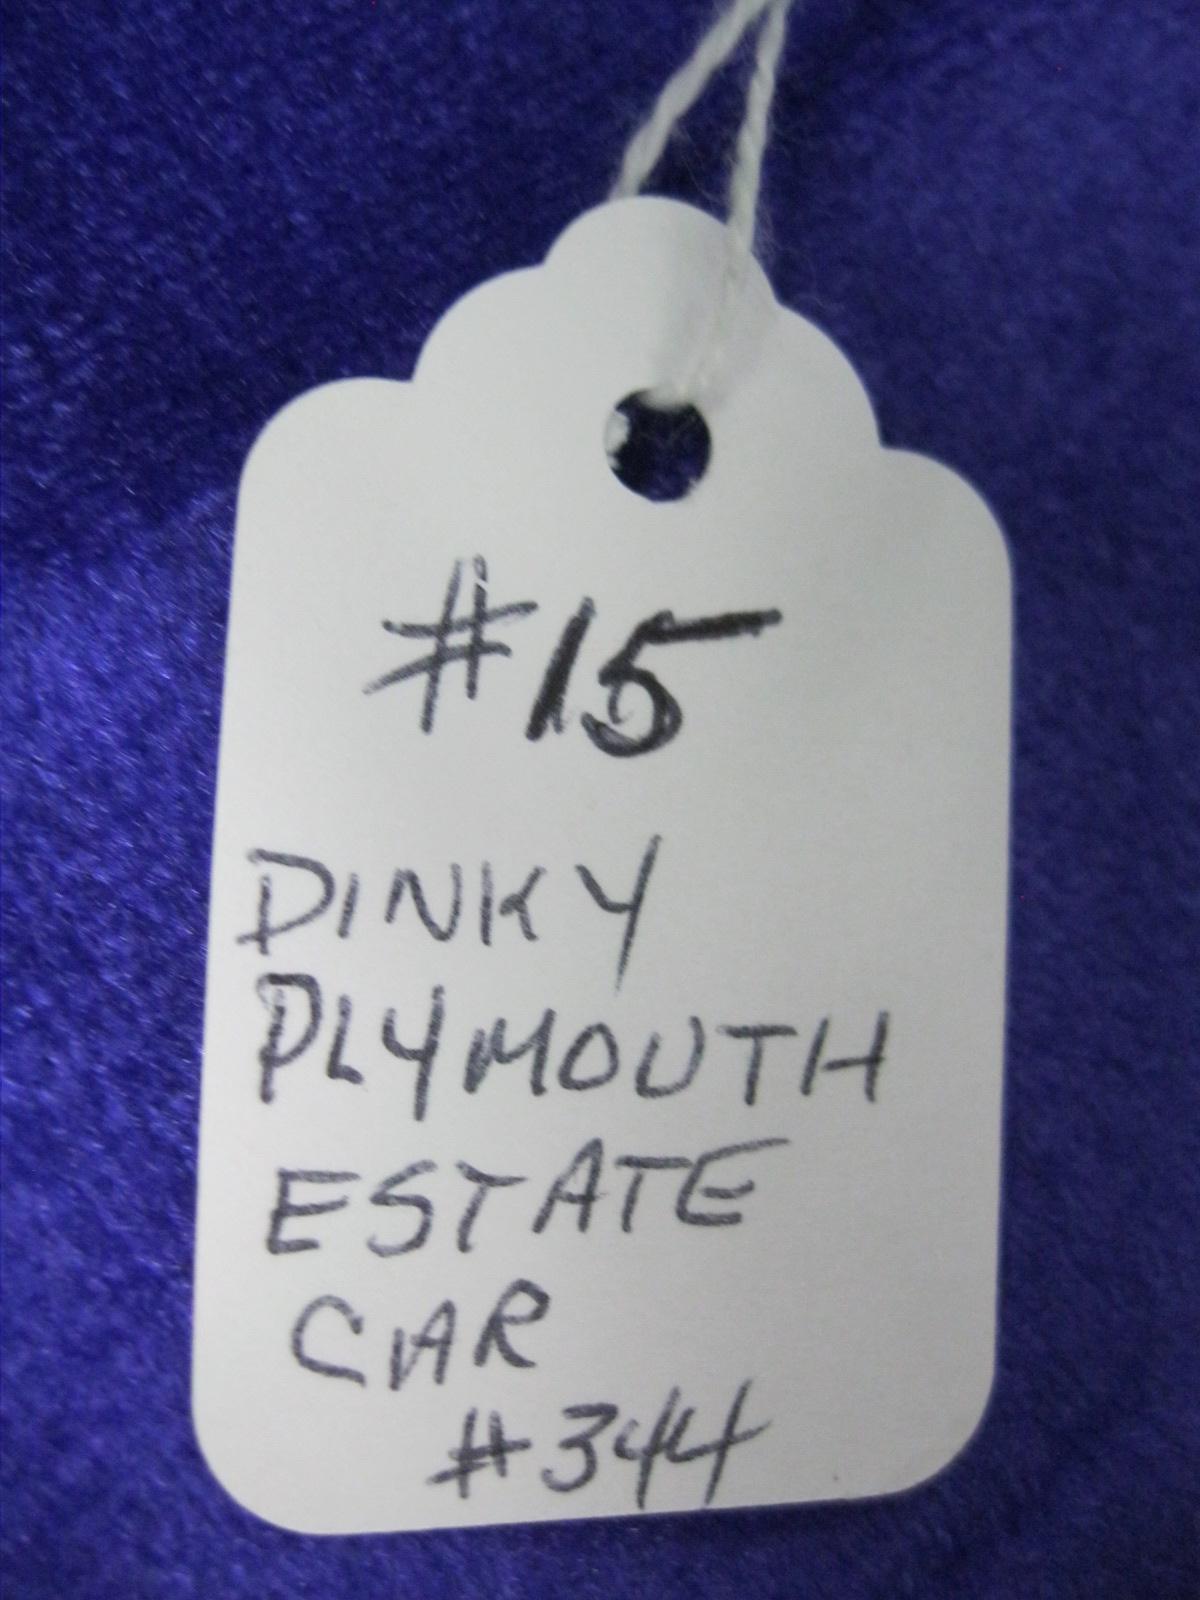 #15
DINKY
PLYMOUTH
ESTATE
CAR
#344